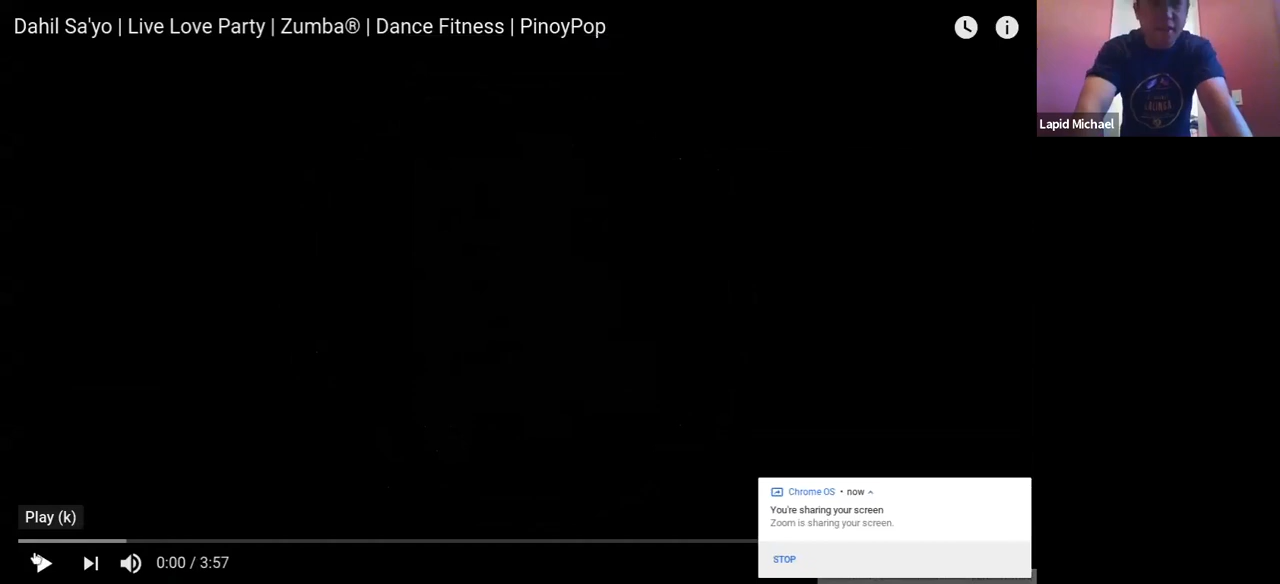 Dahil Sa'yo | Live Love Party | Zumba® | Dance Fitness | PinoyPop
Lapid Michael
Chrome OS • now
You're sharing your screen
Zoom is sharing your screen.
STOP
Play (k)
0:00 / 3:57